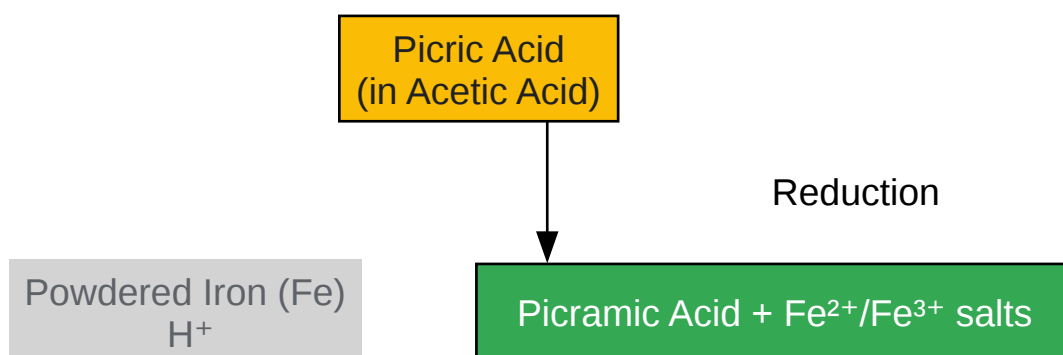 Picric Acid
(in Acetic Acid)
Reduction
Powdered Iron (Fe)
H⁺
Picramic Acid + Fe²⁺/Fe³⁺ salts